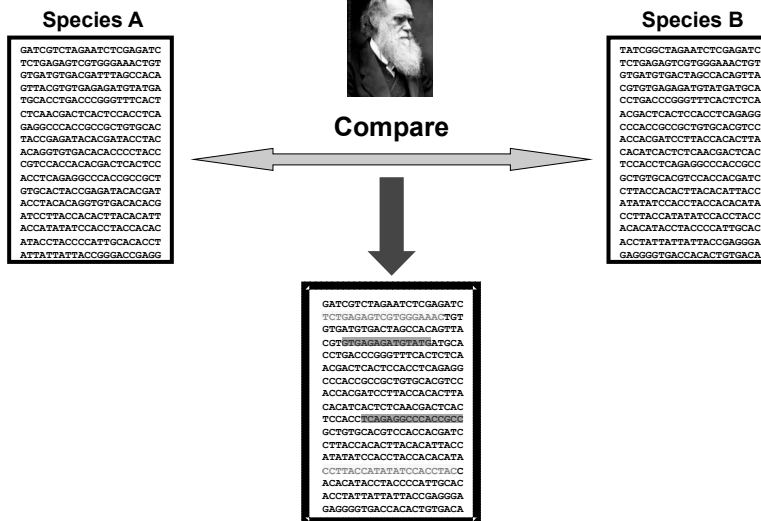 Species A
GATCGTCTAGAATCTCGAGATC
TCTGAGAGTCGTGGGAAACTGT
GTGATGTGACGATTTAGCCACA
GTTACGTGTGAGAGATGTATGA
TGCACCTGACCCGGGTTTCACT
CTCAACGACTCACTCCACCTCA
GAGGCCCACCGCCGCTGTGCAC
TACCGAGATACACGATACCTAC
ACAGGTGTGACACACCCCTACC
CGTCCACCACACGACTCACTCC
ACCTCAGAGGCCCACCGCCGCT
GTGCACTACCGAGATACACGAT
ACCTACACAGGTGTGACACACG
ATCCTTACCACACTTACACATT
ACCATATATCCACCTACCACAC
ATACCTACCCCATTGCACACCT
ATTATTATTACCGGGACCGAGG
Compare
Species B
TATCGGCTAGAATCTCGAGATC
TCTGAGAGTCGTGGGAAACTGT
GTGATGTGACTAGCCACAGTTA
CGTGTGAGAGATGTATGATGCA
CCTGACCCGGGTTTCACTCTCA
ACGACTCACTCCACCTCAGAGG
CCCACCGCCGCTGTGCACGTCC
ACCACGATCCTTACCACACTTA
CACATCACTCTCAACGACTCAC
TCCACCTCAGAGGCCCACCGCC
GCTGTGCACGTCCACCACGATC
CTTACCACACTTACACATTACC
ATATATCCACCTACCACACATA
CCTTACCATATATCCACCTACC
ACACATACCTACCCCATTGCAC
ACCTATTATTATTACCGAGGGA
GAGGGGTGACCACACTGTGACA
GATCGTCTAGAATCTCGAGATC
TCTGAGAGTCGTGGGAAACTGT
GTGATGTGACTAGCCACAGTTA
CGTGTGAGAGATGTATGATGCA
CCTGACCCGGGTTTCACTCTCA
ACGACTCACTCCACCTCAGAGG
CCCACCGCCGCTGTGCACGTCC
ACCACGATCCTTACCACACTTA
CACATCACTCTCAACGACTCAC
TCCACCTCAGAGGCCCACCGCC
GCTGTGCACGTCCACCACGATC
CTTACCACACTTACACATTACC
ATATATCCACCTACCACACATA
CCTTACCATATATCCACCTACC
ACACATACCTACCCCATTGCAC
ACCTATTATTATTACCGAGGGA
GAGGGGTGACCACACTGTGACA